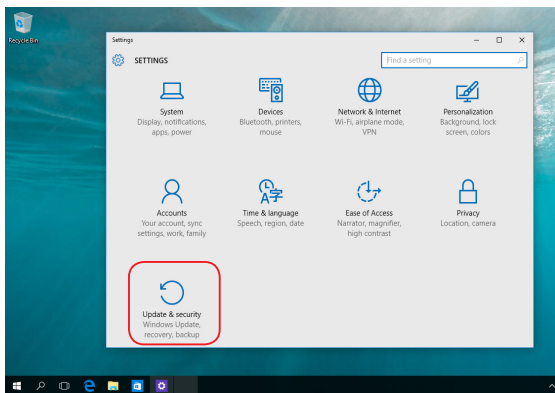 Recycle Bin
Settings
SETTINGS
Find a setting
System
Display, notifications,
apps, power
Devices
Bluetooth, printers,
mouse
Network & Internet
Wi-Fi, airplane mode,
VPN
Personalization
Background, lock
screen, colors
Accounts
Your account, sync
settings, work, family
Time & language
Speech, region, date
Ease of Access
Narrator, magnifier,
high contrast
Privacy
Location, camera
Update & security
Windows Update,
recovery, backup